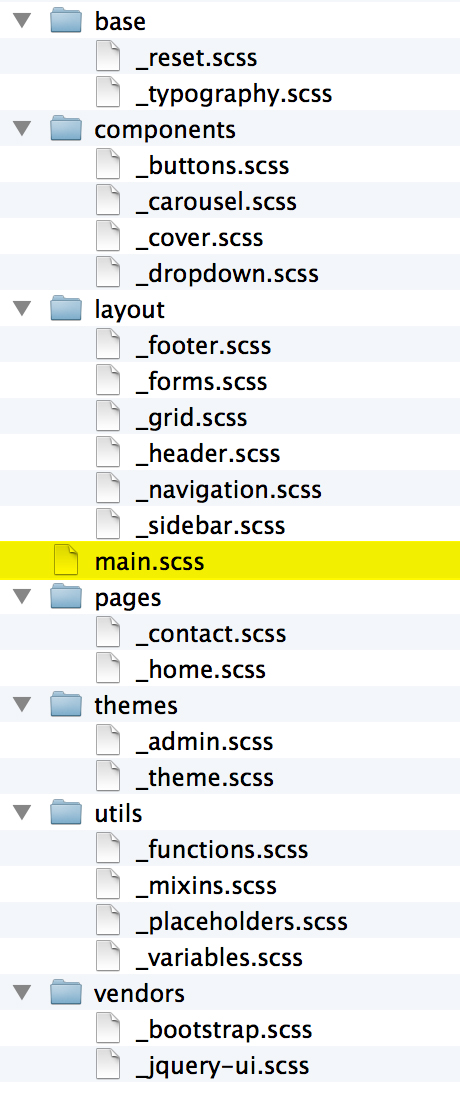 base
_reset.scss
_typography.scss
components
_buttons.scss
_carousel.scss
_cover.scss
_dropdown.scss
layout
_footer.scss
_forms.scss
_grid.scss
_header.scss
_navigation.scss
_sidebar.scss
main.scss
pages
_contact.scss
_home.scss
themes
_admin.scss
_theme.scss
utils
_functions.scss
_mixins.scss
_placeholders.scss
_variables.scss
vendors
_bootstrap.scss
_jquery-ui.scss